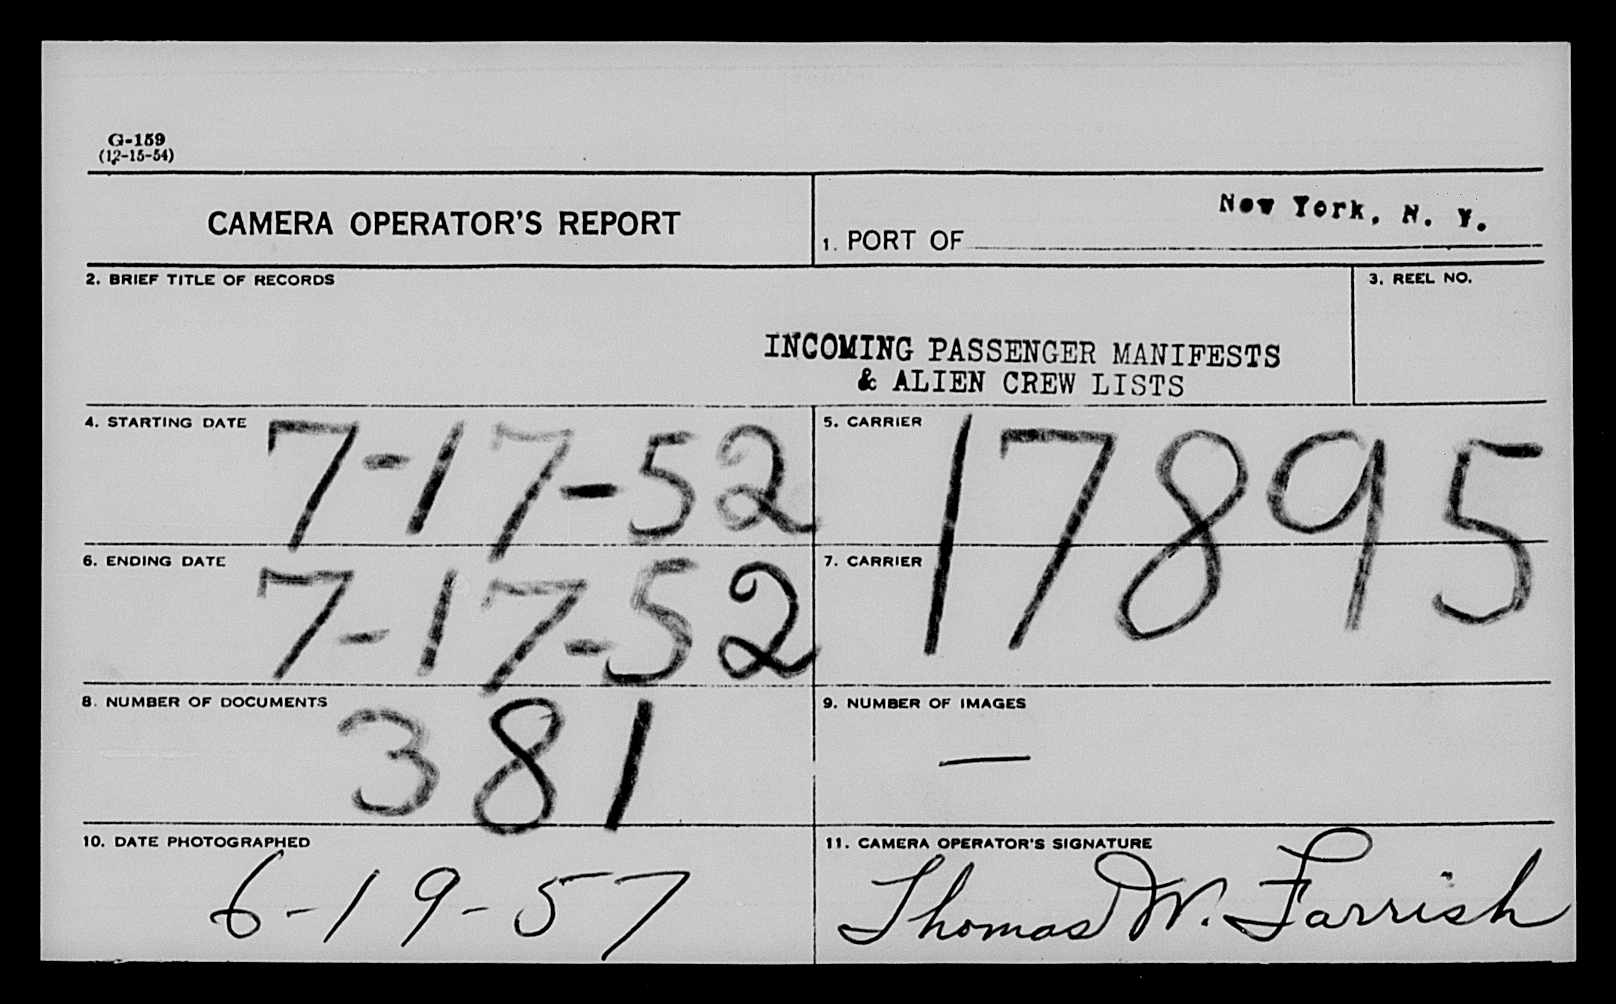 G-159
(12-15-54)
CAMERA OPERATOR'S REPORT
1. PORT OF New York, N. Y.
2. BRIEF TITLE OF RECORDS
INCOMING PASSENGER MANIFESTS
& ALIEN CREW LISTS
3. REEL NO.
4. STARTING DATE 7-17-52
5. CARRIER 17895
6. ENDING DATE 7-17-52
7. CARRIER
8. NUMBER OF DOCUMENTS 381
9. NUMBER OF IMAGES —
10. DATE PHOTOGRAPHED
6-19-57
11. CAMERA OPERATOR'S SIGNATURE
Thomas W. Farrish